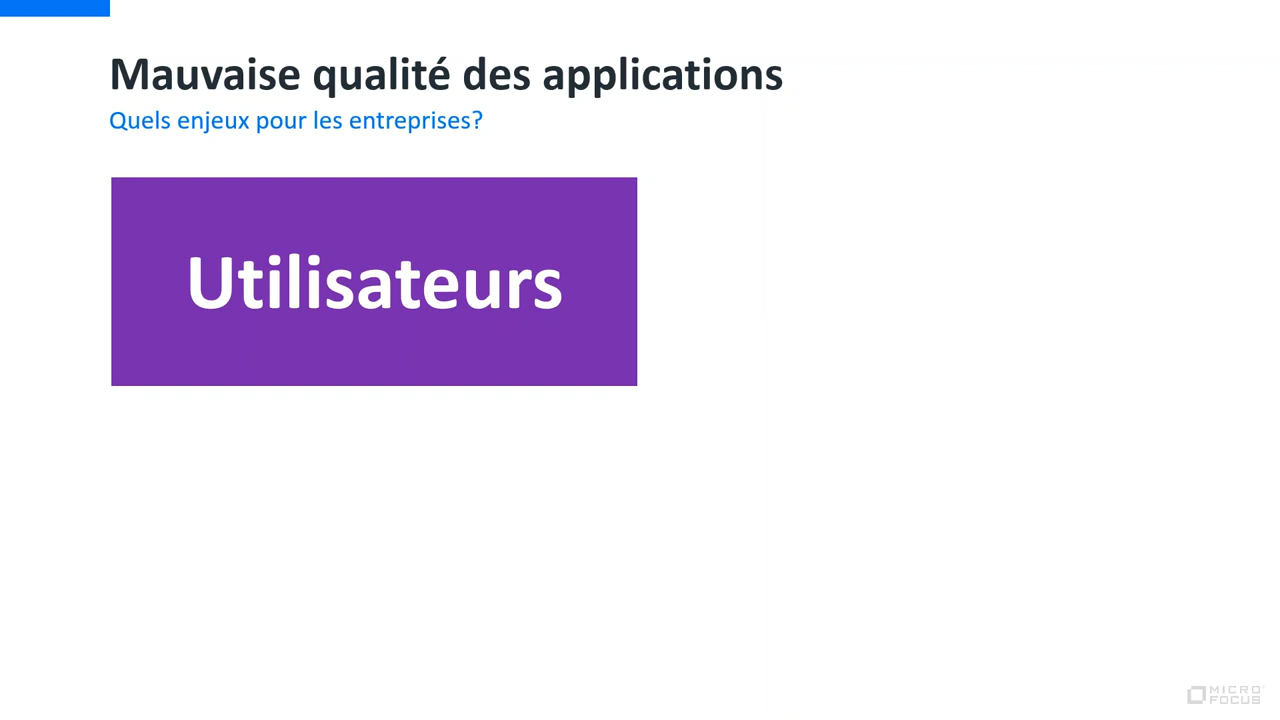 Mauvaise qualité des applications
Quels enjeux pour les entreprises?
Utilisateurs
MICRO
FOCUS